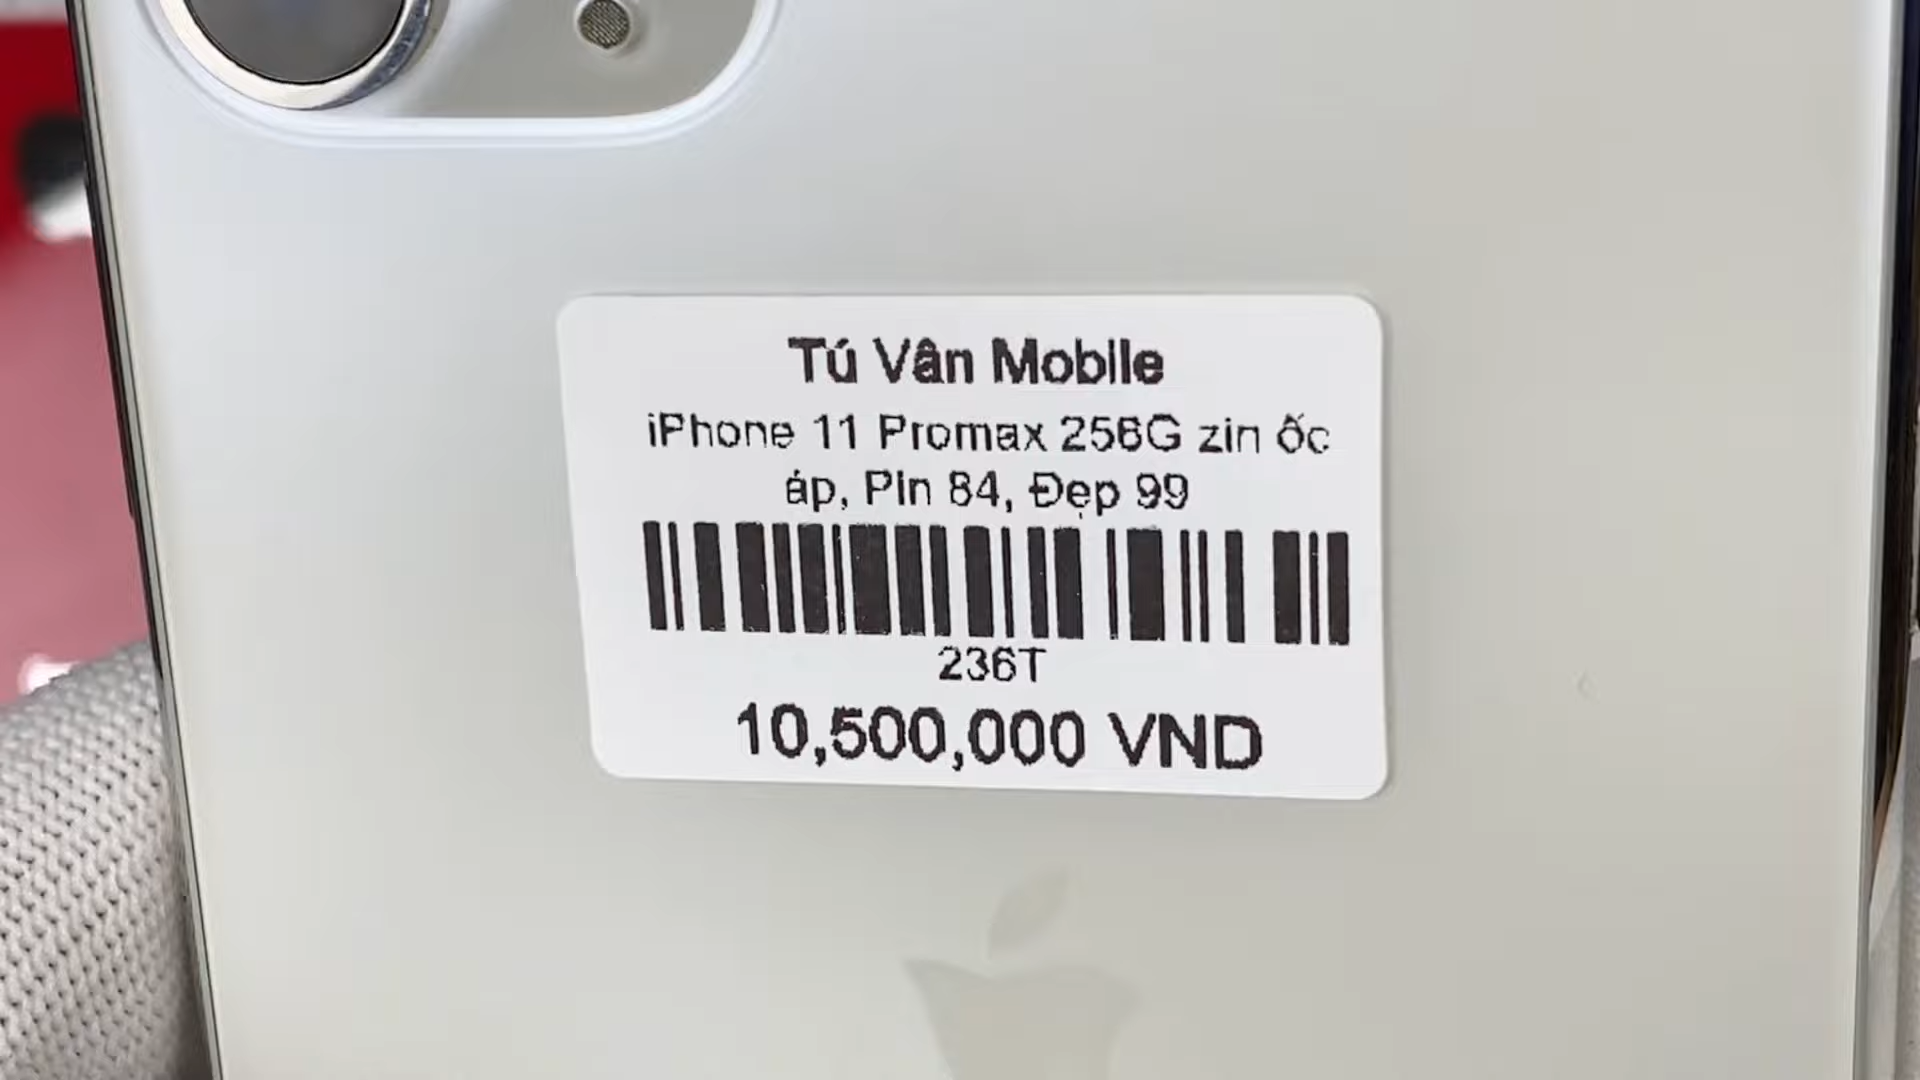 Tú Vân Mobile
iPhone 11 Promax 256G zin ốc
áp, Pin 84, Đẹp 99
236T
10,500,000 VND